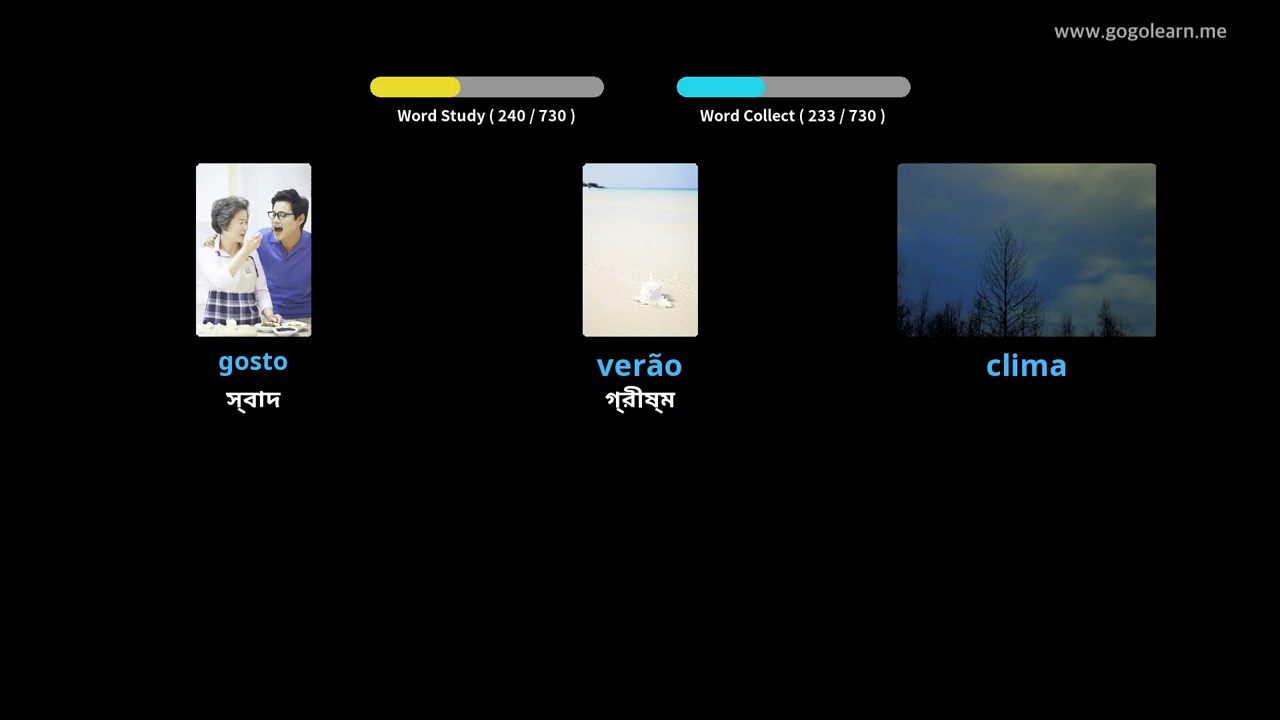 www.gogolearn.me
Word Study ( 240 / 730 )
Word Collect ( 233 / 730 )
gosto
verão
clima
স্বাদ
গ্রীষ্ম